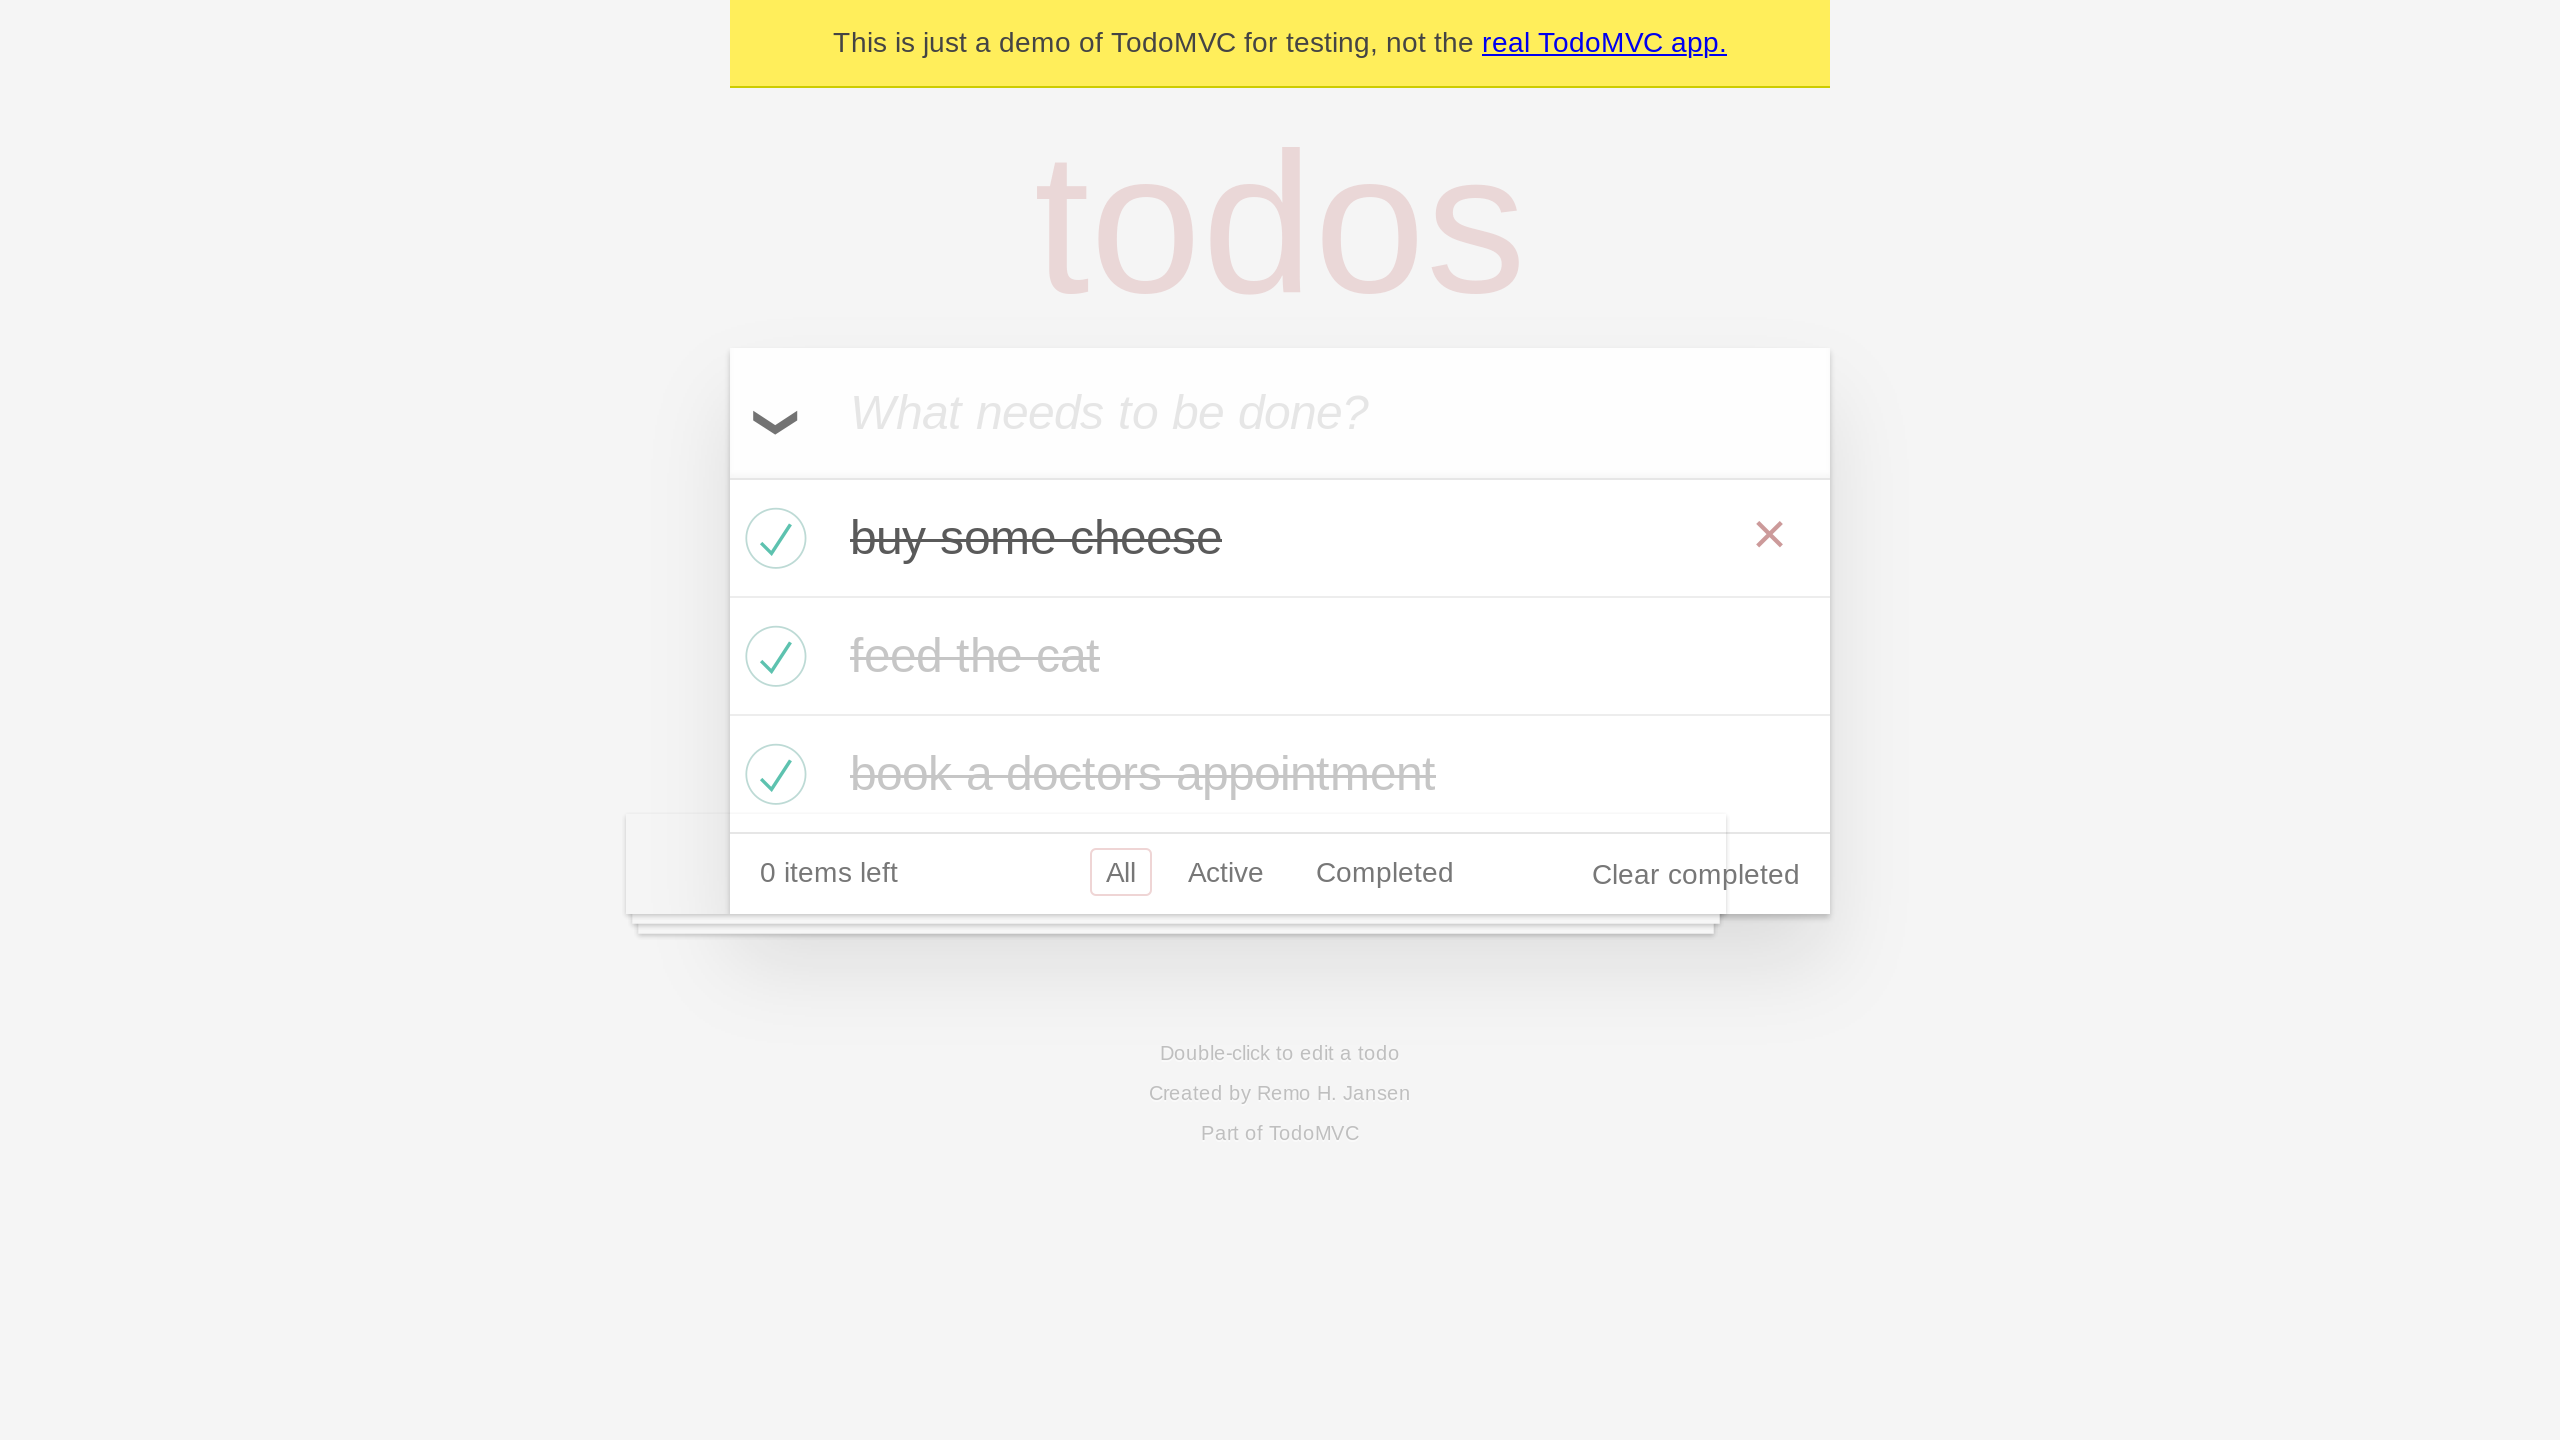 This is just a demo of TodoMVC for testing, not the real TodoMVC app.
todos
What needs to be done?
buy some cheese
feed the cat
book a doctors appointment
0 items left All Active Completed Clear completed
Double-click to edit a todo
Created by Remo H. Jansen
Part of TodoMVC